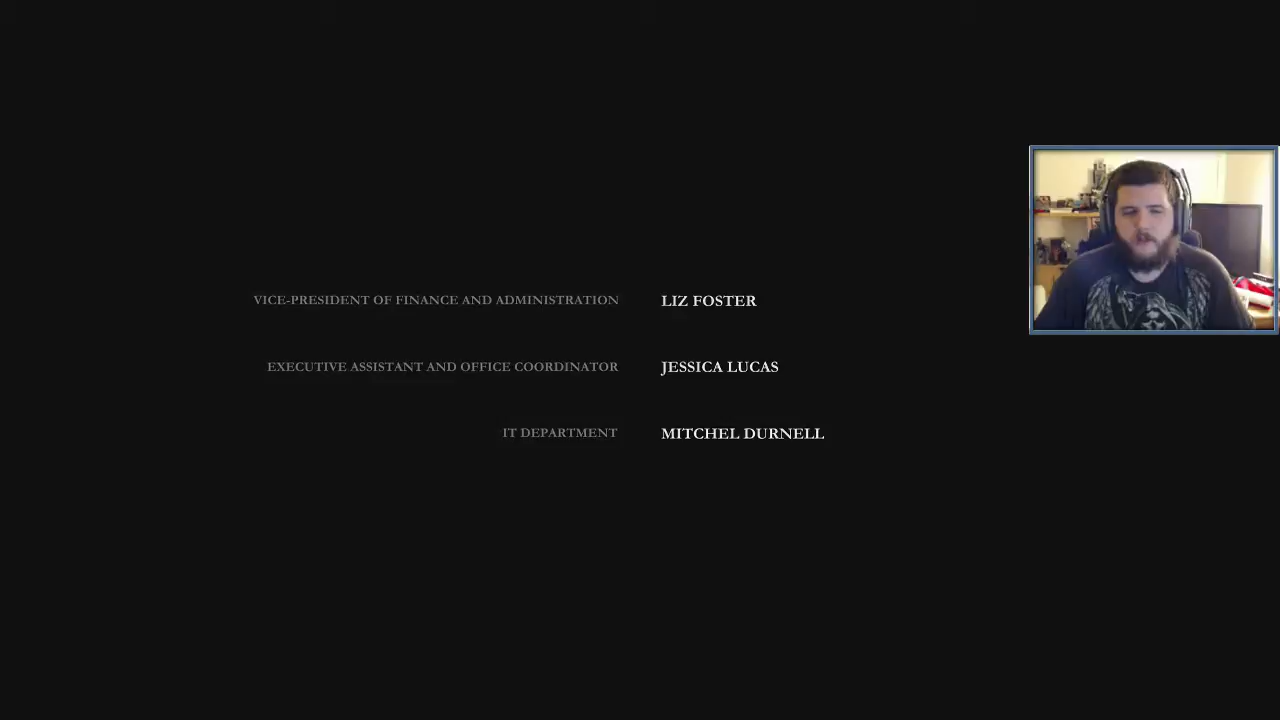 VICE-PRESIDENT OF FINANCE AND ADMINISTRATION LIZ FOSTER
EXECUTIVE ASSISTANT AND OFFICE COORDINATOR JESSICA LUCAS
IT DEPARTMENT MITCHEL DURNELL